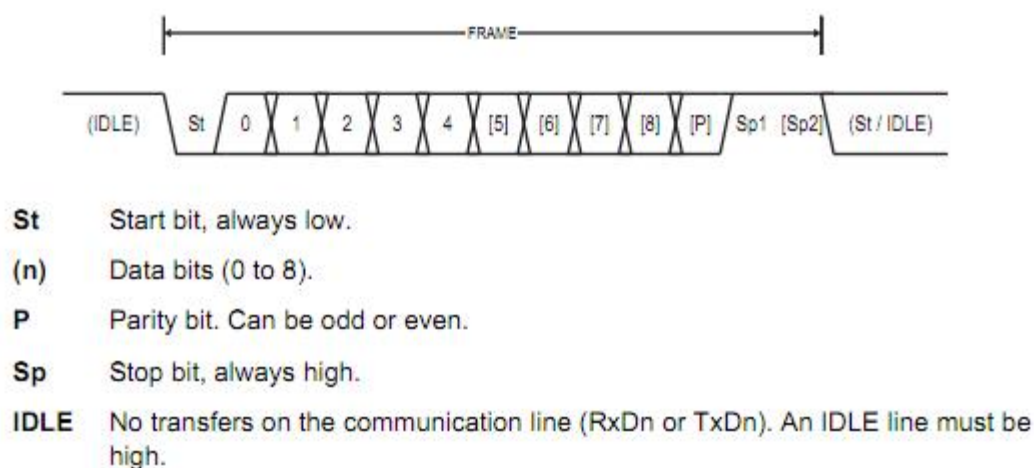 FRAME
(IDLE) St 0 1 2 3 4 [5] [6] [7] [8] [P] Sp1 [Sp2] (St / IDLE)
St Start bit, always low.
(n) Data bits (0 to 8).
P Parity bit. Can be odd or even.
Sp Stop bit, always high.
IDLE No transfers on the communication line (RxDn or TxDn). An IDLE line must be
high.